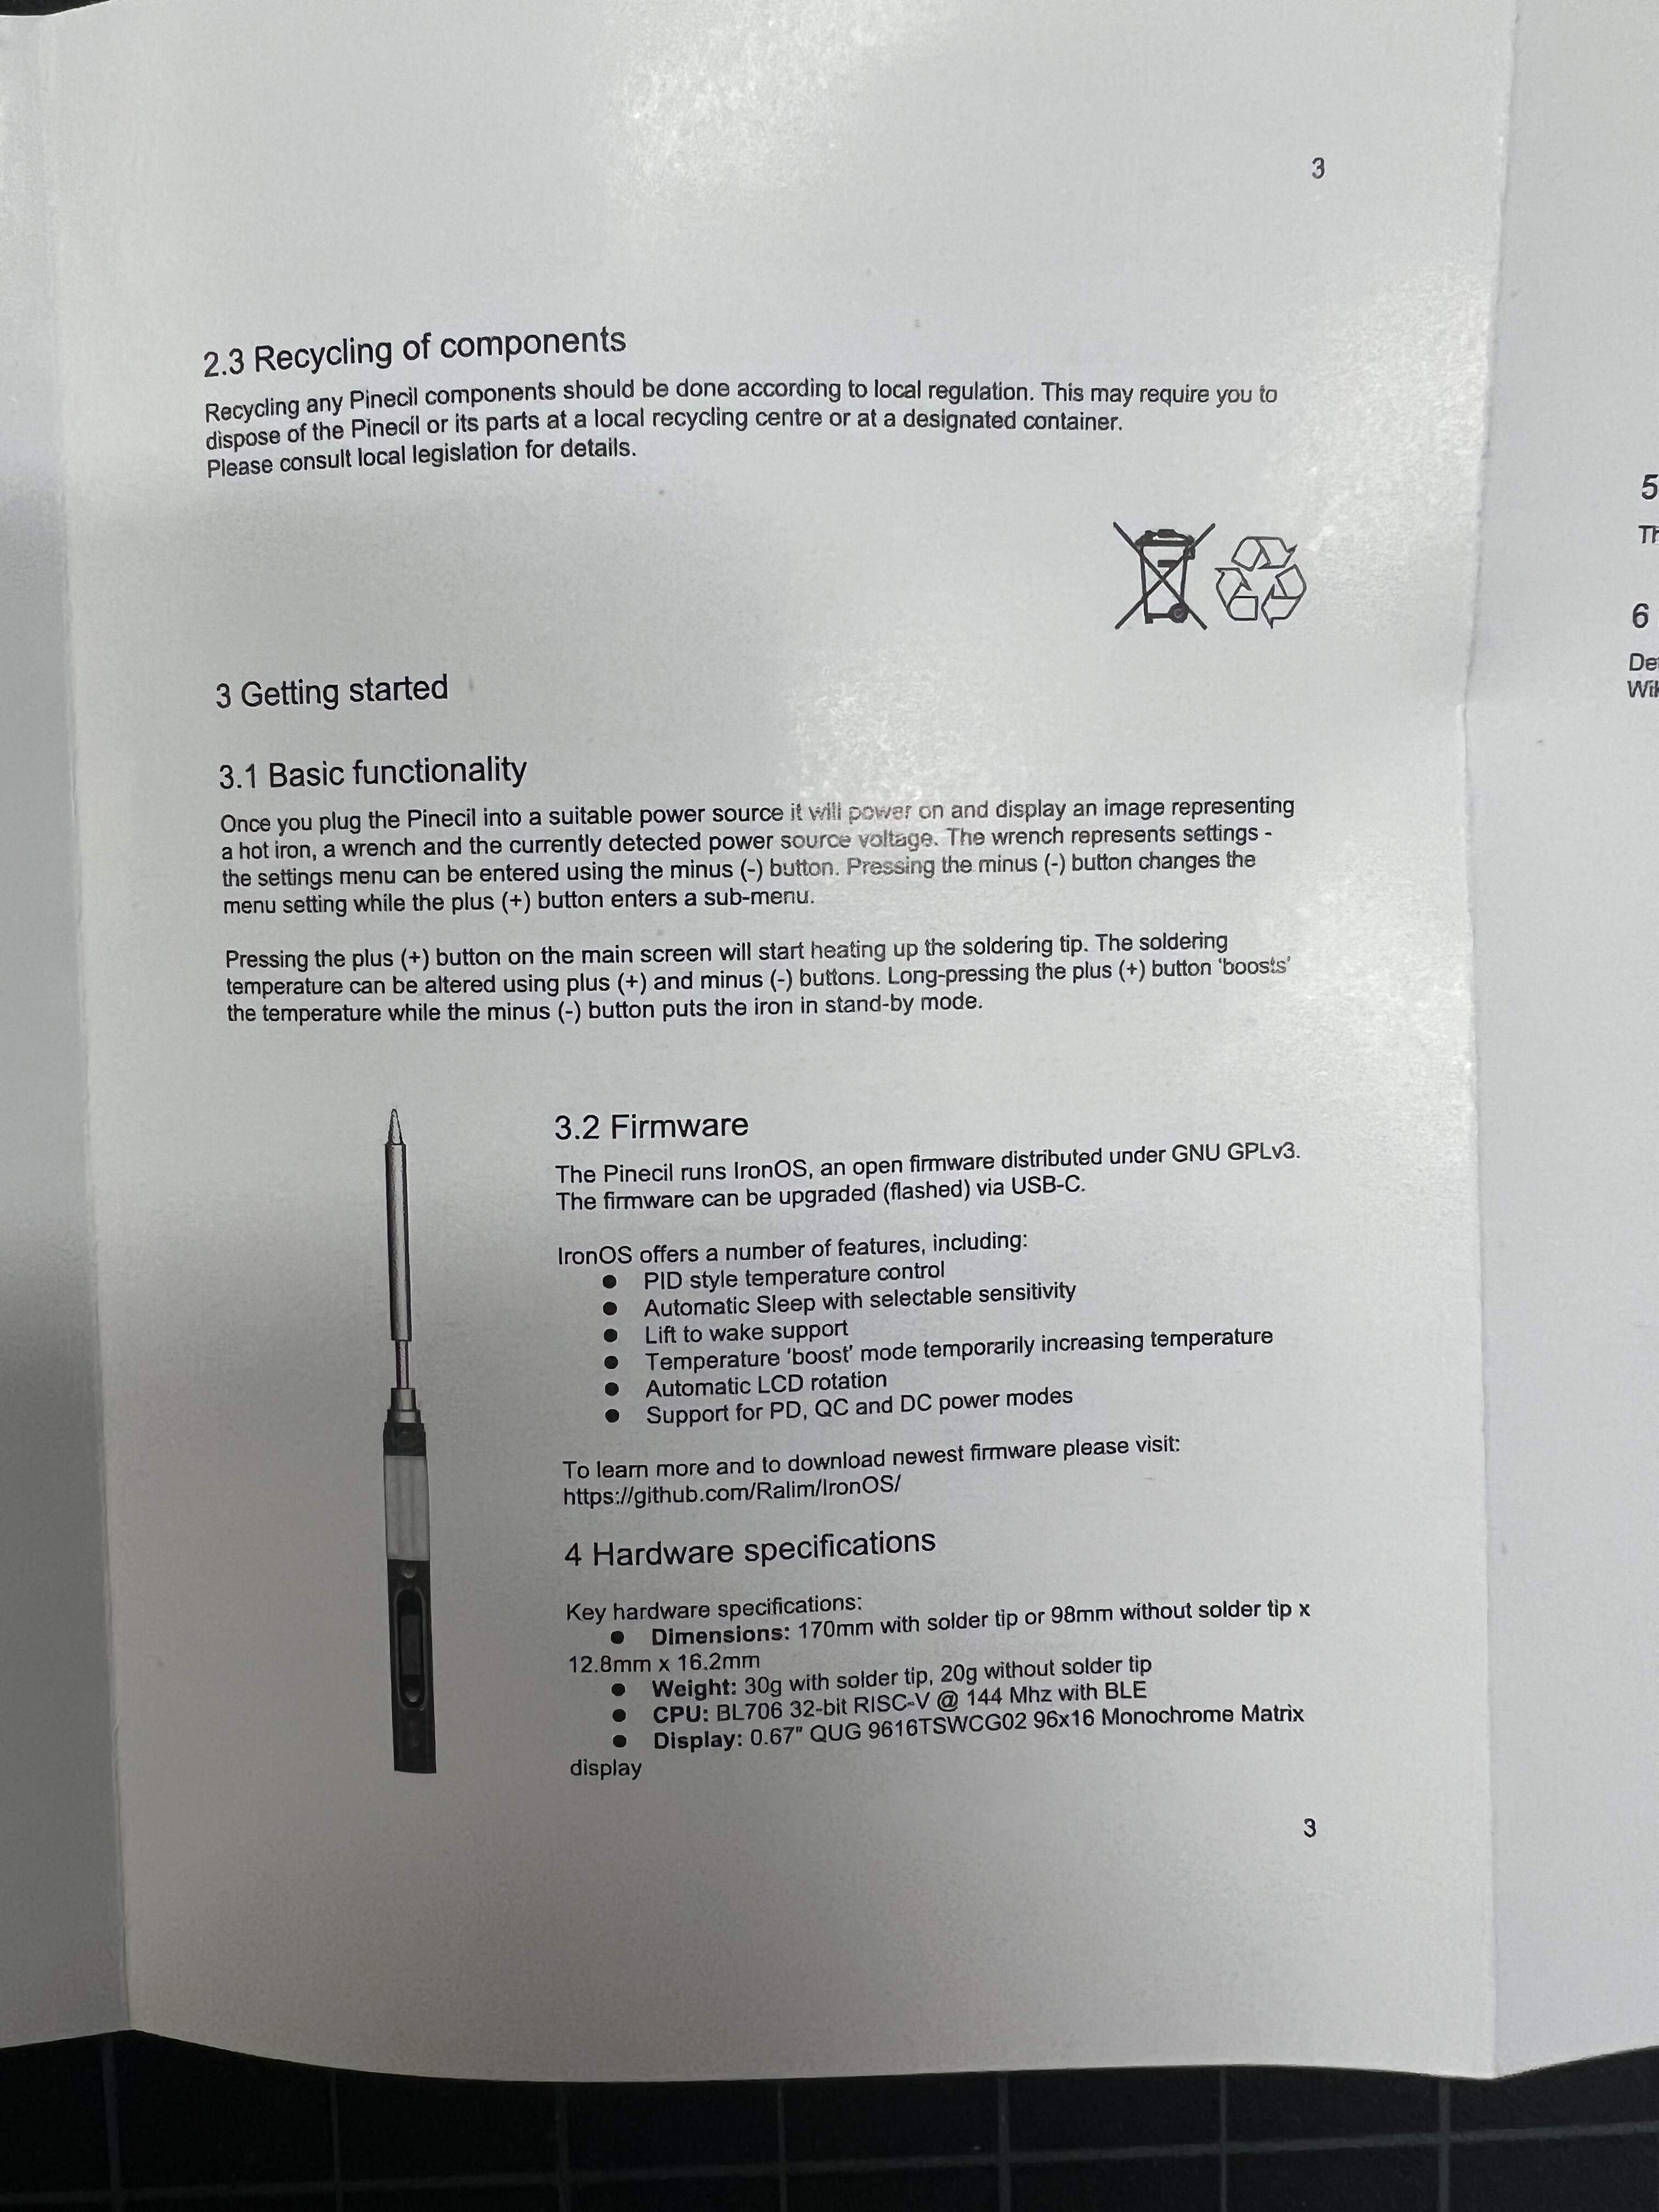 3
2.3 Recycling of components
Recycling any Pinecil components should be done according to local regulation. This may require you to
dispose of the Pinecil or its parts at a local recycling centre or at a designated container.
Please consult local legislation for details.
3 Getting started
3.1 Basic functionality
Once you plug the Pinecil into a suitable power source it will power on and display an image representing
a hot iron, a wrench and the currently detected power source voltage. The wrench represents settings -
the settings menu can be entered using the minus (-) button. Pressing the minus (-) button changes the
menu setting while the plus (+) button enters a sub-menu.
Pressing the plus (+) button on the main screen will start heating up the soldering tip. The soldering
temperature can be altered using plus (+) and minus (-) buttons. Long-pressing the plus (+) button ‘boosts’
the temperature while the minus (-) button puts the iron in stand-by mode.
3.2 Firmware
The Pinecil runs IronOS, an open firmware distributed under GNU GPLv3.
The firmware can be upgraded (flashed) via USB-C.
IronOS offers a number of features, including:
● PID style temperature control
● Automatic Sleep with selectable sensitivity
● Lift to wake support
● Temperature ‘boost’ mode temporarily increasing temperature
● Automatic LCD rotation
● Support for PD, QC and DC power modes
To learn more and to download newest firmware please visit:
https://github.com/Ralim/IronOS/
4 Hardware specifications
Key hardware specifications:
● Dimensions: 170mm with solder tip or 98mm without solder tip x
12.8mm x 16.2mm
● Weight: 30g with solder tip, 20g without solder tip
● CPU: BL706 32-bit RISC-V @ 144 Mhz with BLE
● Display: 0.67" QUG 9616TSWCG02 96x16 Monochrome Matrix
display
3
5
6